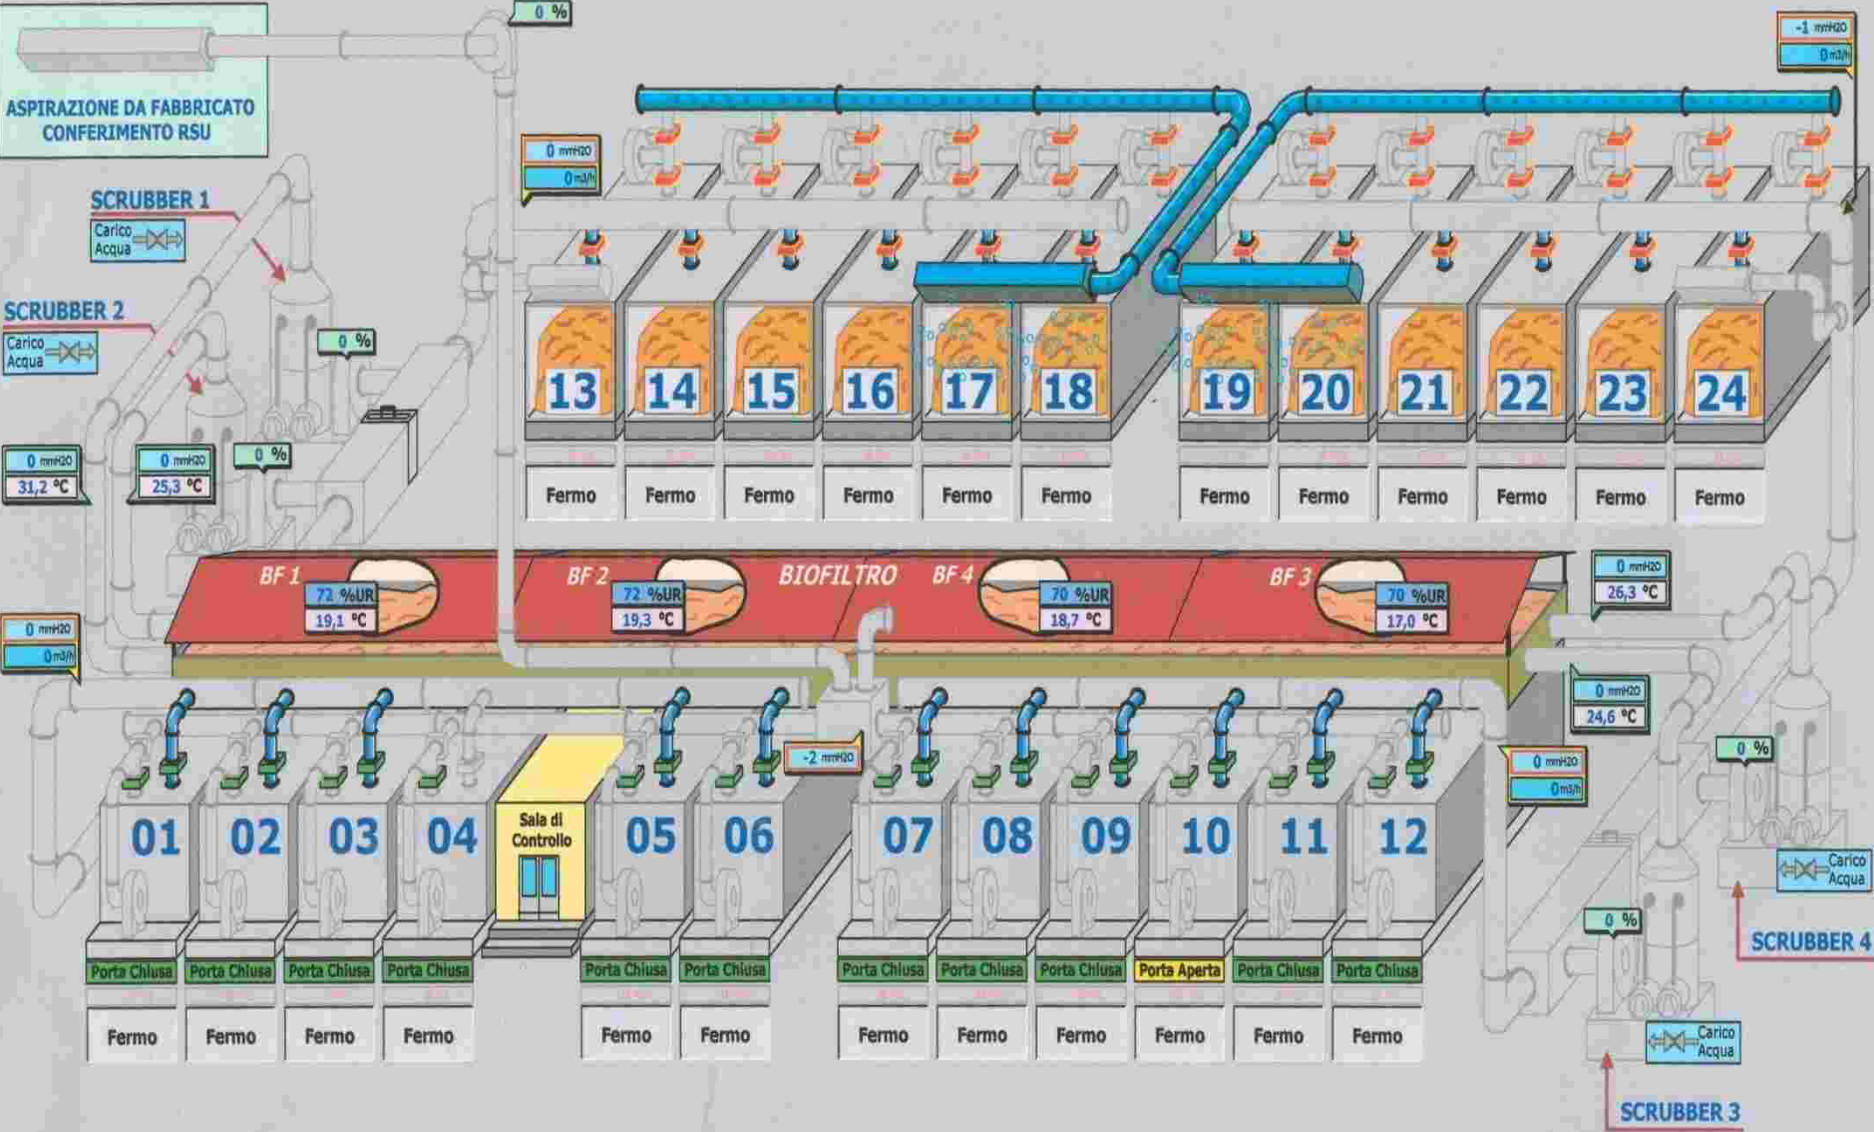 0 %
-1 mmH2O
0 m3/h
ASPIRAZIONE DA FABBRICATO
CONFERIMENTO RSU
0 mmH2O
0 m3/h
SCRUBBER 1
Carico
Acqua
SCRUBBER 2
Carico
Acqua
0 %
0 %
0 mmH2O
31,2 °C
0 mmH2O
25,3 °C
13 14 15 16 17 18 19 20 21 22 23 24
Fermo Fermo Fermo Fermo Fermo Fermo Fermo Fermo Fermo Fermo Fermo Fermo
BF 1 BF 2 BIOFILTRO BF 4 BF 3
72 %UR
19,1 °C
72 %UR
19,3 °C
70 %UR
18,7 °C
70 %UR
17,0 °C
0 mmH2O
26,3 °C
0 mmH2O
0 m3/h
0 mmH2O
24,6 °C
-2 mmH2O
0 mmH2O
0 m3/h
0 %
01 02 03 04
Sala di
Controllo
05 06 07 08 09 10 11 12
Carico
Acqua
0 %
SCRUBBER 4
Porta Chiusa Porta Chiusa Porta Chiusa Porta Chiusa Porta Chiusa Porta Chiusa Porta Chiusa Porta Chiusa Porta Chiusa Porta Aperta Porta Chiusa Porta Chiusa
Fermo Fermo Fermo Fermo Fermo Fermo Fermo Fermo Fermo Fermo Fermo Fermo
Carico
Acqua
SCRUBBER 3